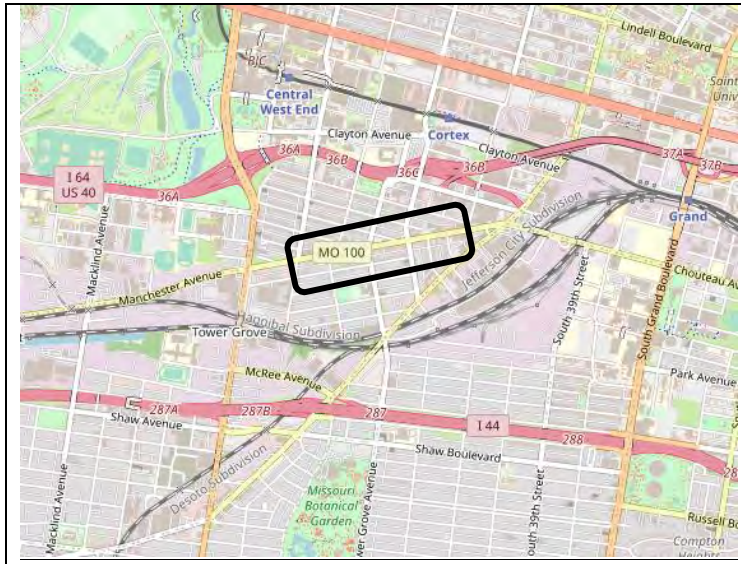 Lindell Boulevard
B;C
Central
West End
Saint
Univ
Cortex
Clayton Avenue
Clayton Avenue
36A
36B
36C
36B
37A
37B
I 64
US 40
36A
Grand
Macklind Avenue
MO 100
Jefferson City Subdivision
Manchester Avenue
Chouteau Av
Hannibal Subdivision
Tower Grove
South 39th Street
South Grand Boulevard
McRee Avenue
Park Avenue
287A
287B
287
I 44
288
28
Shaw Avenue
Shaw Boulevard
Desoto Subdivision
Missouri
Botanical
Garden
Macklind Avenue
wer Grove Avenue
outh 39th Street
Russell Bo
Compton
Heights